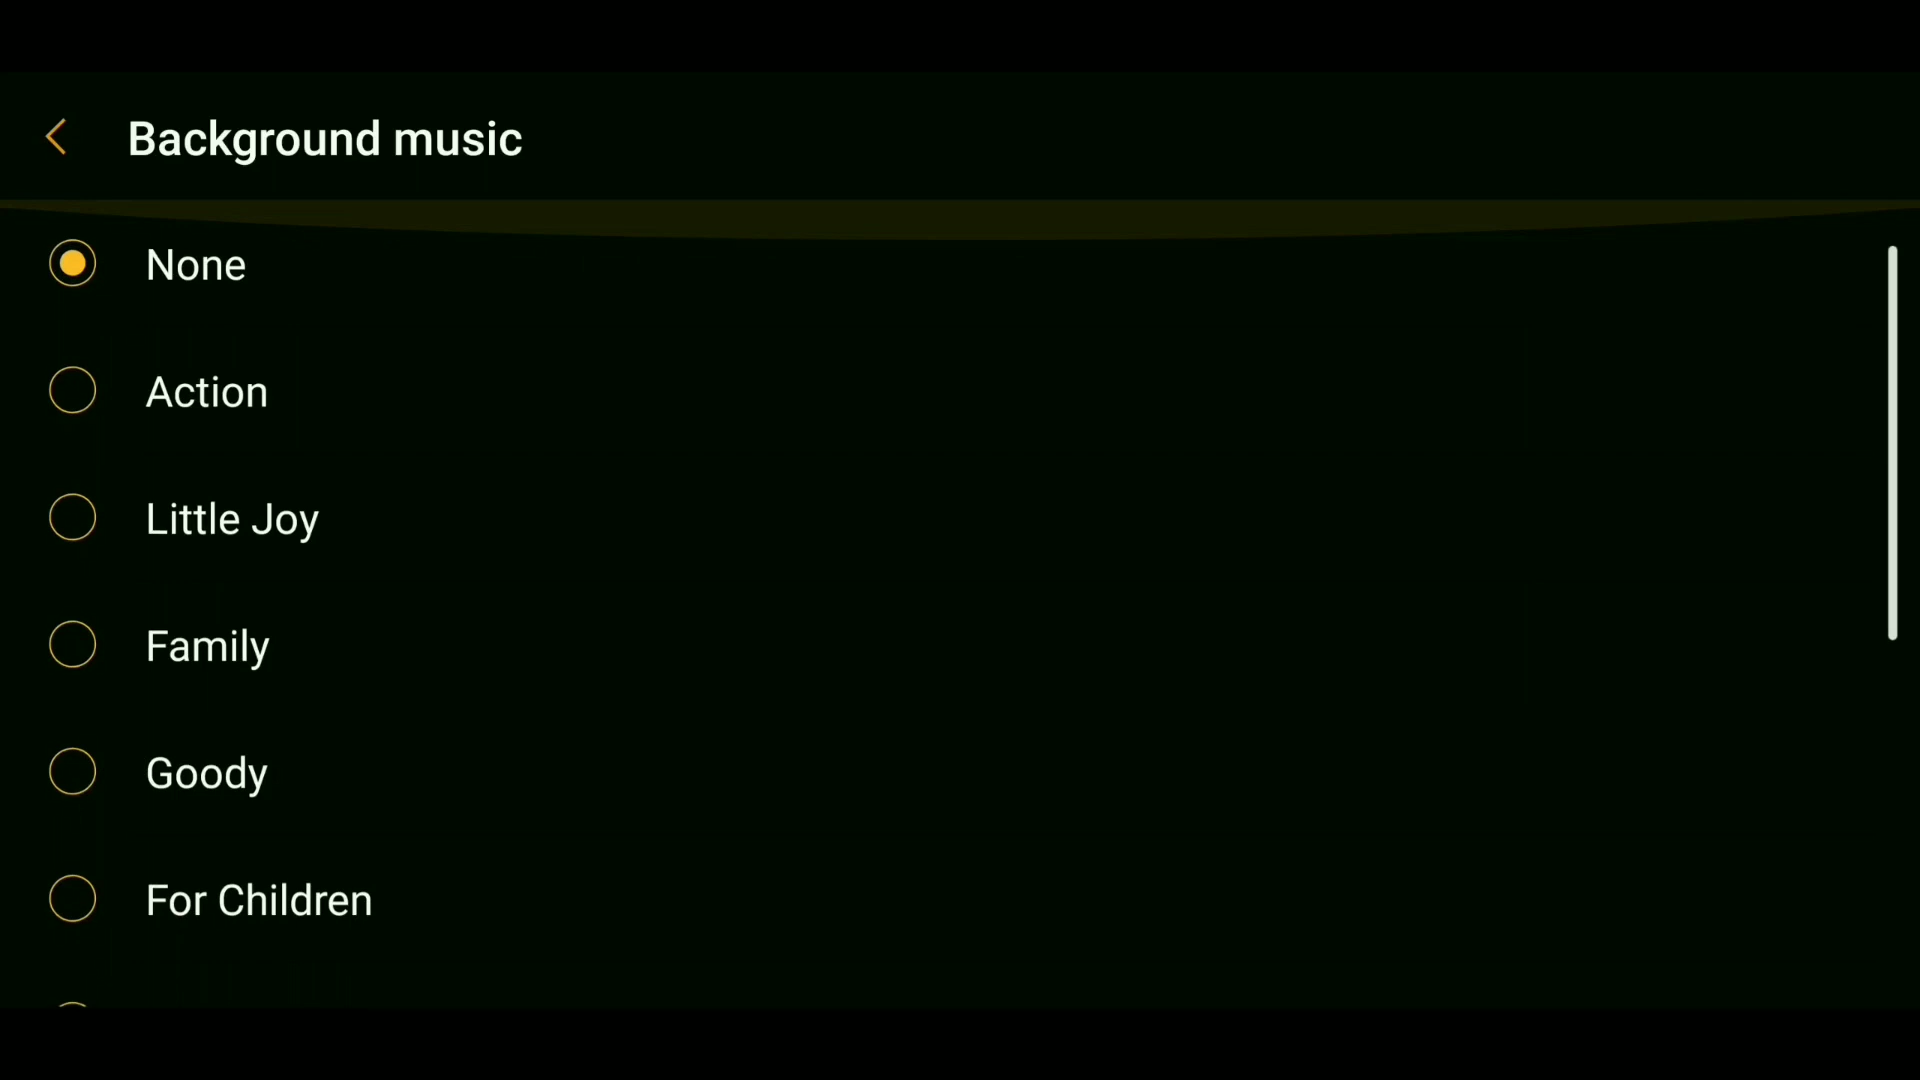 Background music
None
Action
Little Joy
Family
Goody
For Children